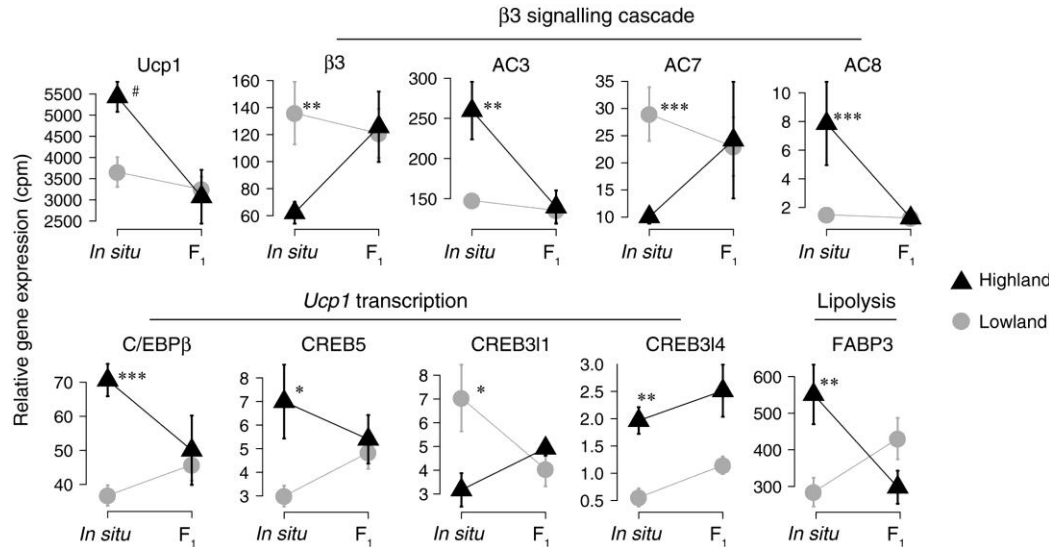 β3 signalling cascade
Ucp1 β3 AC3 AC7 AC8
5500 5000 4500 4000 3500 3000 2500
#
160 140 120 100 80 60
**
300 250 200 150
**
35 30 25 20 15 10
***
10 8 6 4 2
***
In situ F1 In situ F1 In situ F1 In situ F1 In situ F1
Relative gene expression (cpm)
Highland
Lowland
Ucp1 transcription Lipolysis
C/EBPβ CREB5 CREB3l1 CREB3l4 FABP3
70 60 50 40
***
8 7 6 5 4 3
*
8 7 6 5 4 3
*
3.0 2.5 2.0 1.5 1.0 0.5
**
600 500 400 300
**
In situ F1 In situ F1 In situ F1 In situ F1 In situ F1